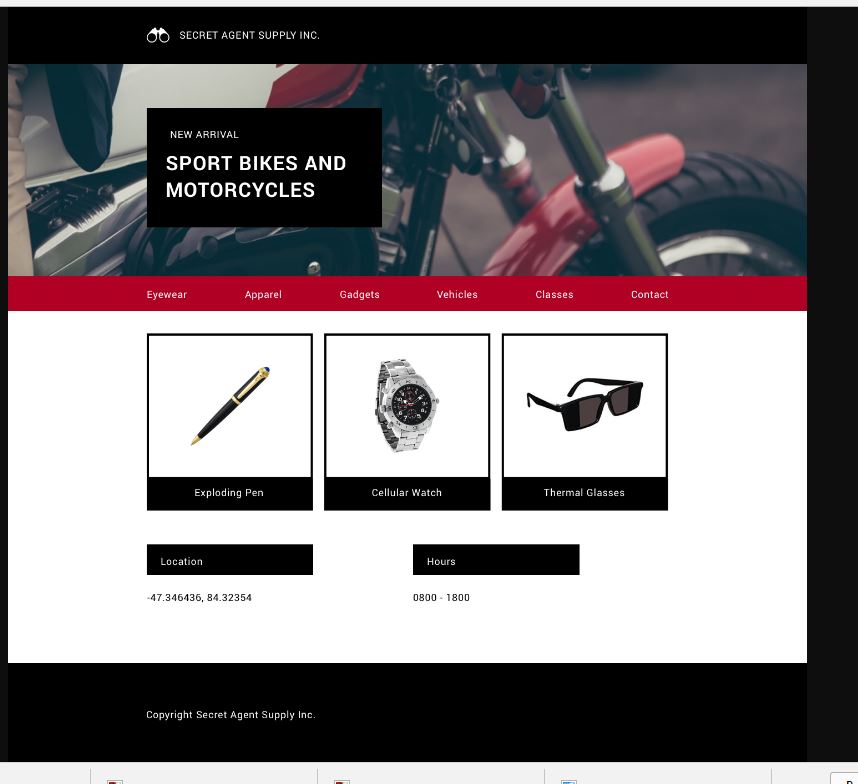 SECRET AGENT SUPPLY INC.
NEW ARRIVAL
SPORT BIKES AND
MOTORCYCLES
Eyewear Apparel Gadgets Vehicles Classes Contact
Exploding Pen Cellular Watch Thermal Glasses
Location Hours
-47.346436, 84.32354 0800 - 1800
Copyright Secret Agent Supply Inc.